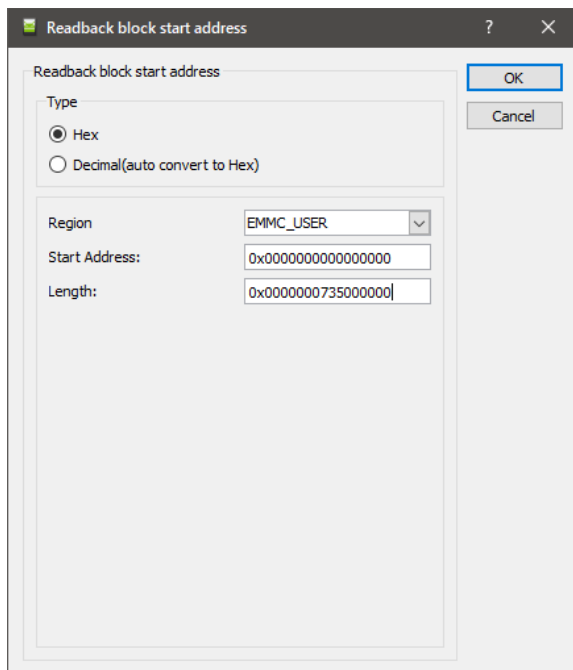 Readback block start address
?
Readback block start address
OK
Type
Cancel
Hex
Decimal(auto convert to Hex)
Region
EMMC_USER
Start Address:
0x0000000000000000
Length:
0x0000000735000000